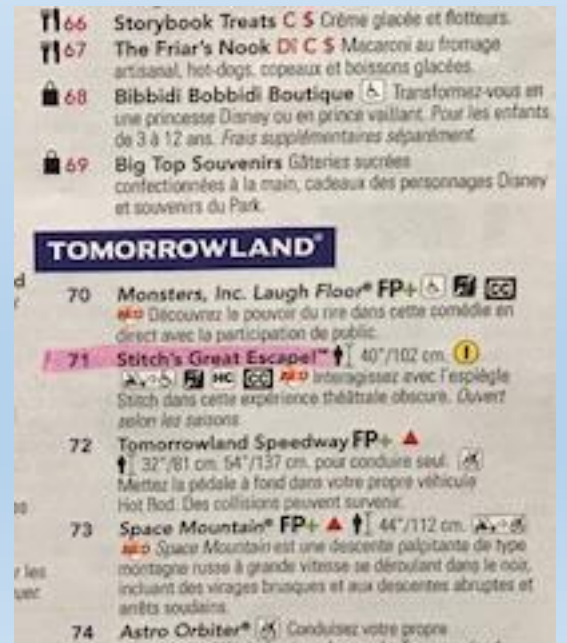 66 Storybook Treats C $ Crème glacée et flotteurs.
67 The Friar's Nook DÎ C $ Macaroni au fromage
artisanal, hot-dogs, copeaux et boissons glacées.
68 Bibbidi Bobbidi Boutique Transformez-vous en
une princesse Disney ou en prince vaillant. Pour les enfants
de 3 à 12 ans. Frais supplémentaires séparément.
69 Big Top Souvenirs Gâteries sucrées
confectionnées à la main, cadeaux des personnages Disney
et souvenirs du Park.
TOMORROWLAND®
70 Monsters, Inc. Laugh Floor® FP+ CC
Découvrez le pouvoir du rire dans cette comédie en
direct avec la participation de public.
71 Stitch's Great Escape!™ 40"/102 cm.
HC CC Interagissez avec l'espiègle
Stitch dans cette expérience théâtrale obscure. Ouvert
selon les saisons
72 Tomorrowland Speedway FP+
32"/81 cm. 54"/137 cm. pour conduire seul.
Mettez la pédale à fond dans votre propre véhicule
Hot Rod. Des collisions peuvent survenir.
73 Space Mountain® FP+ 44"/112 cm.
Space Mountain est une descente palpitante de type
montagne russe à grande vitesse se déroulant dans le noir,
incluant des virages brusques et aux descentes abruptes et
arrêts soudains.
74 Astro Orbiter® Conduisez votre propre